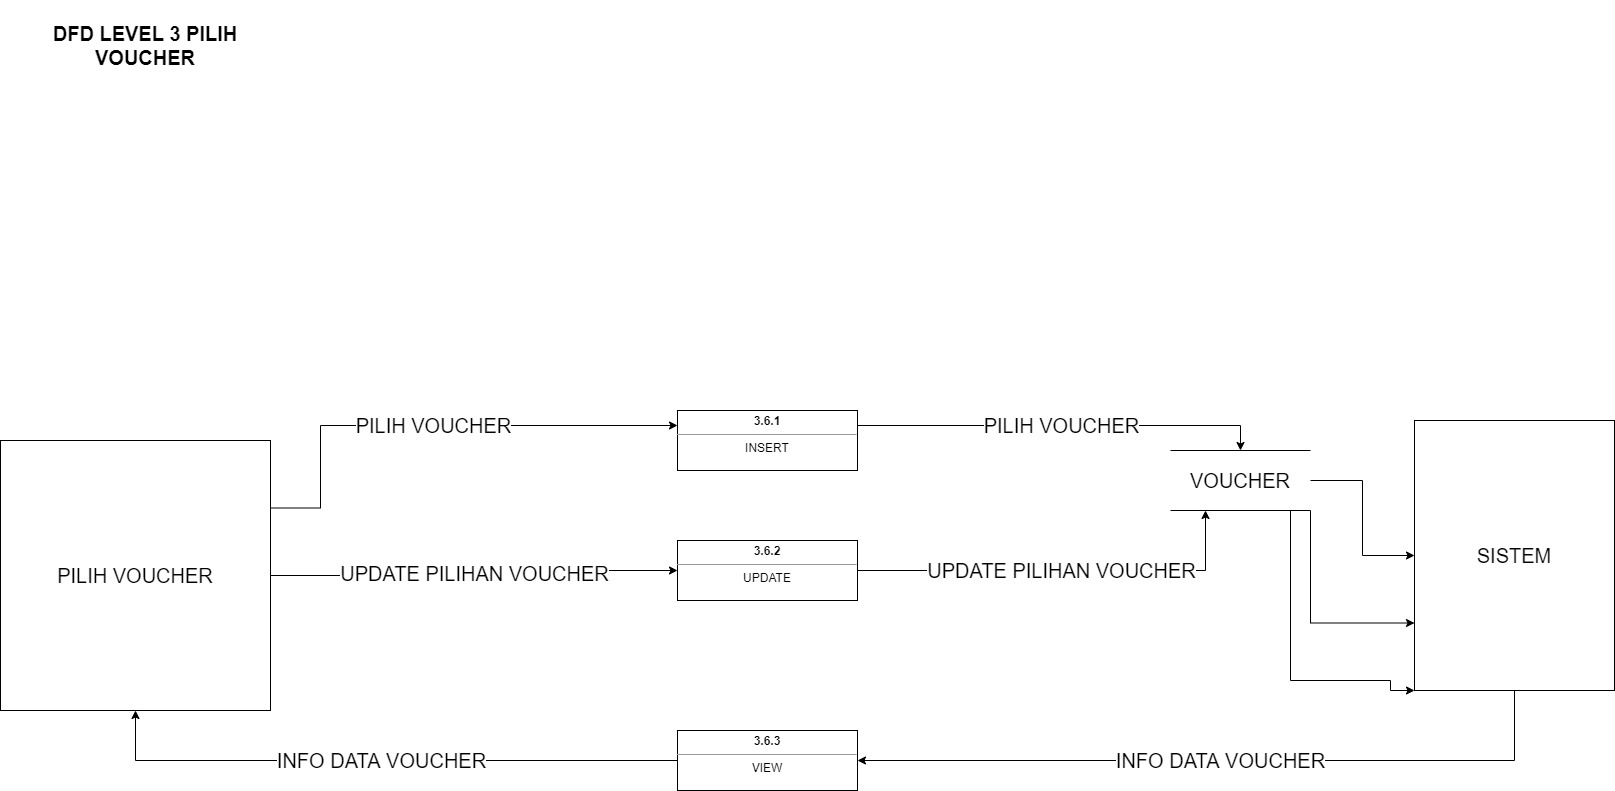 DFD LEVEL 3 PILIH
VOUCHER
PILIH VOUCHER
3.6.1
INSERT
PILIH VOUCHER
VOUCHER
PILIH VOUCHER
UPDATE PILIHAN VOUCHER
3.6.2
UPDATE
UPDATE PILIHAN VOUCHER
SISTEM
INFO DATA VOUCHER
3.6.3
VIEW
INFO DATA VOUCHER